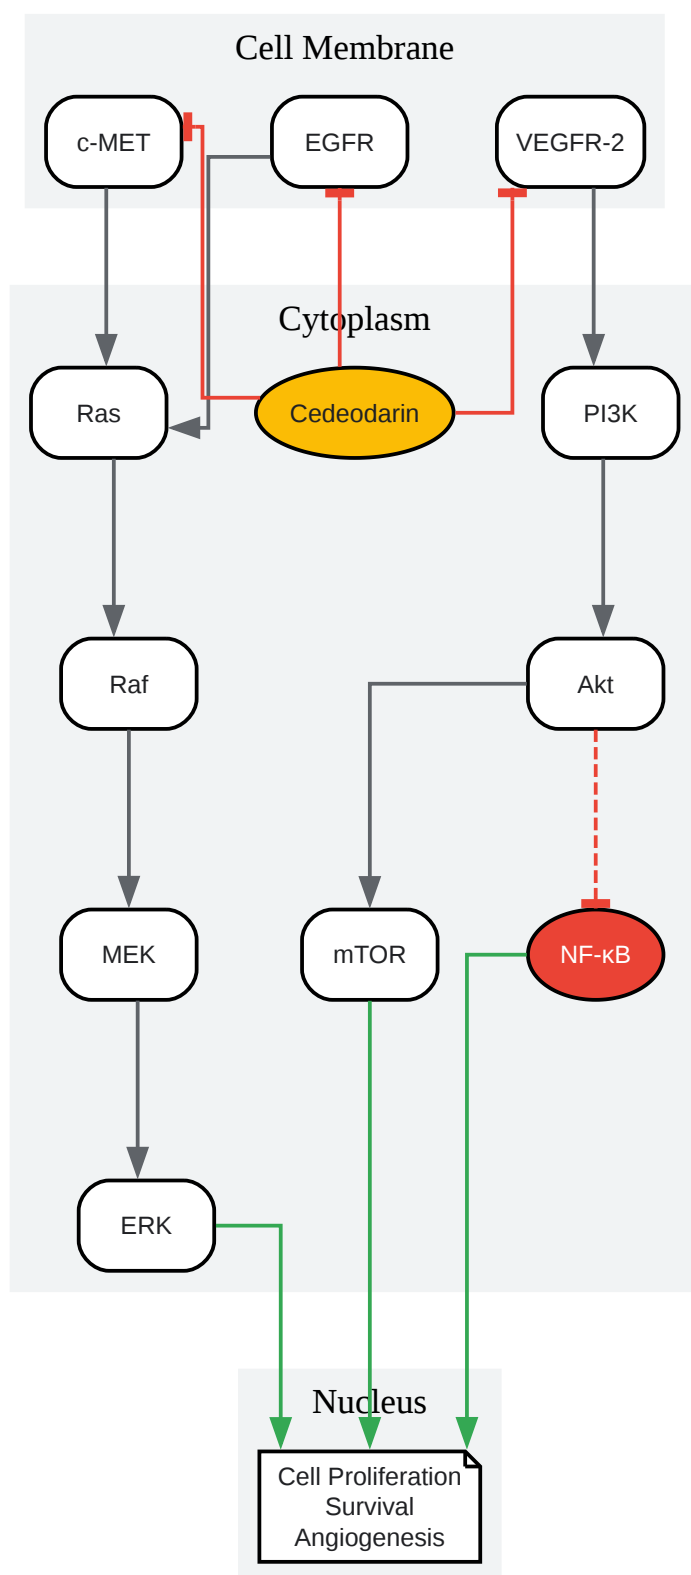 Cell Membrane
c-MET
EGFR
VEGFR-2
Cytoplasm
Ras
Cedeodarin
PI3K
Raf
Akt
MEK
mTOR
NF-κB
ERK
Nucleus
Cell Proliferation
Survival
Angiogenesis